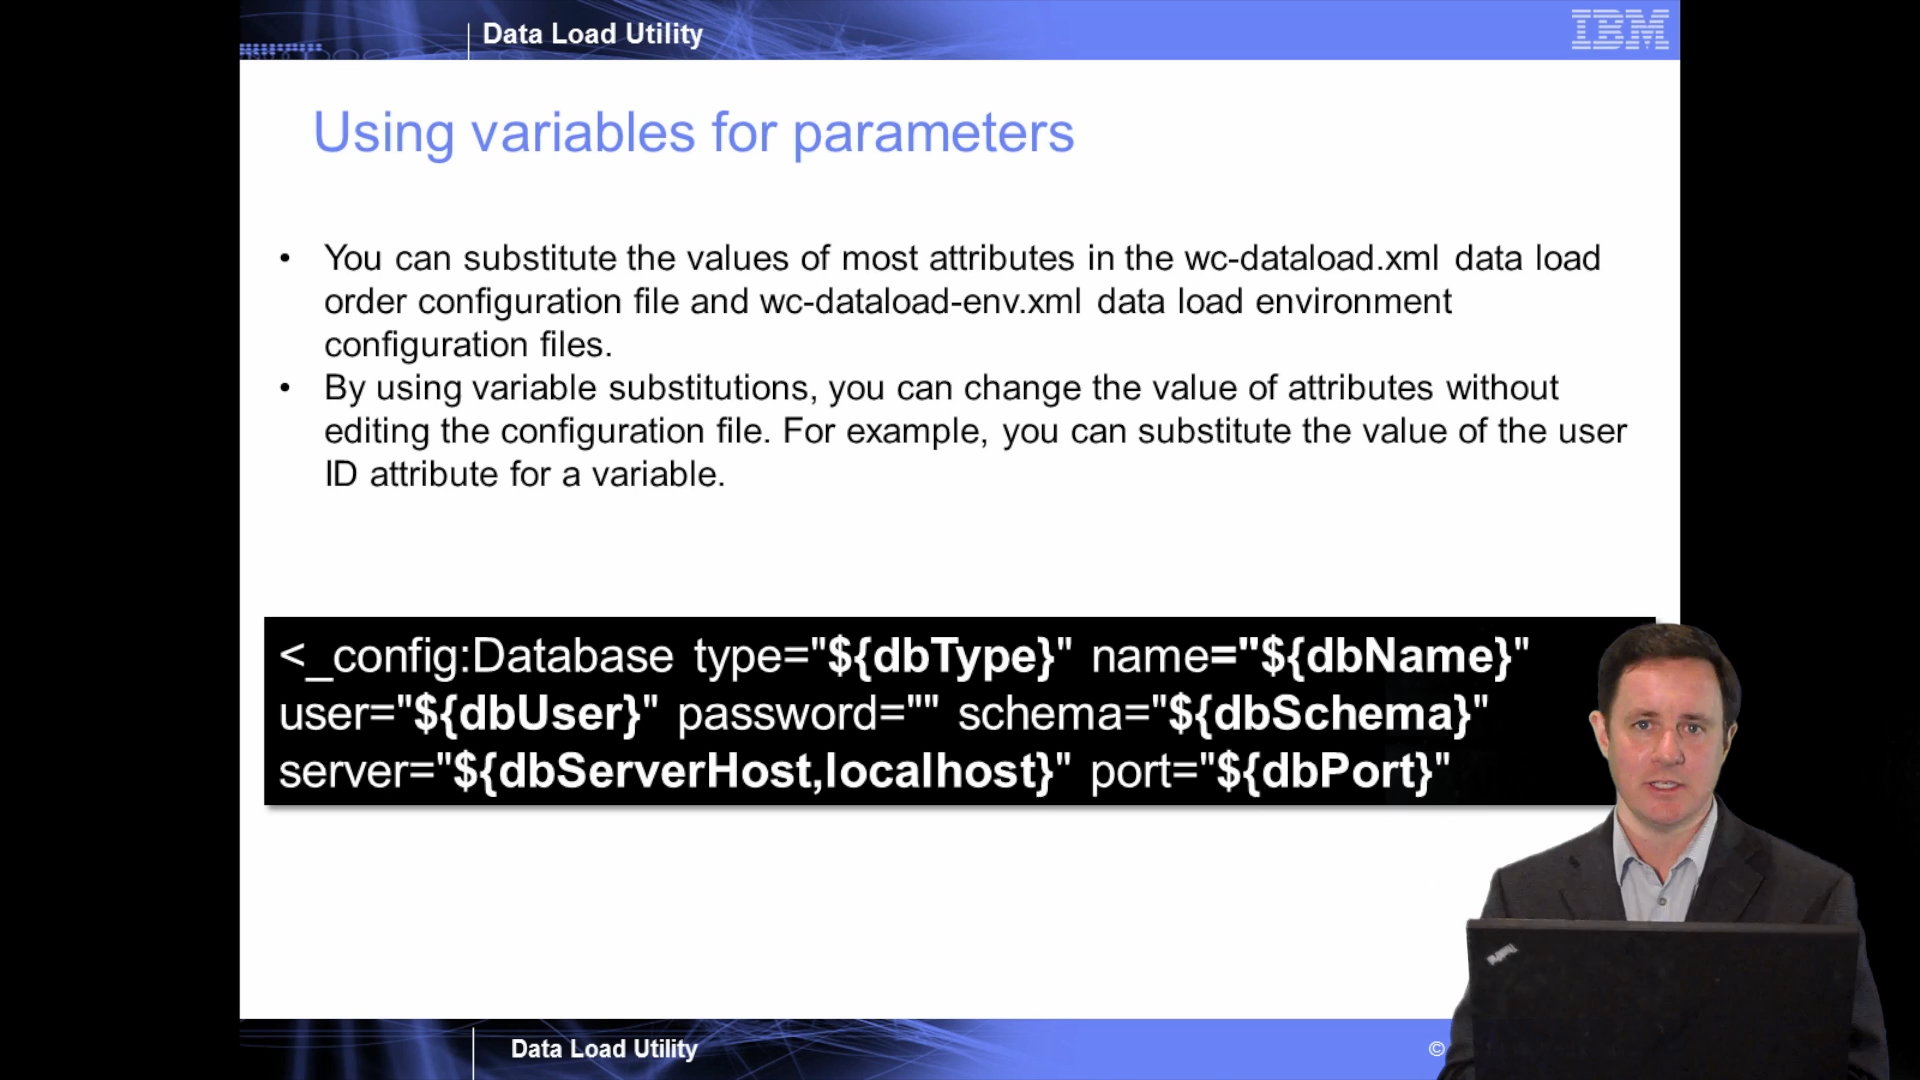 Data Load Utility
IBM
Using variables for parameters
• You can substitute the values of most attributes in the wc-dataload.xml data load
order configuration file and wc-dataload-env.xml data load environment
configuration files.
• By using variable substitutions, you can change the value of attributes without
editing the configuration file. For example, you can substitute the value of the user
ID attribute for a variable.
<_config:Database type="${dbType}" name="${dbName}"
user="${dbUser}" password="" schema="${dbSchema}"
server="${dbServerHost,localhost}" port="${dbPort}"
Data Load Utility
©